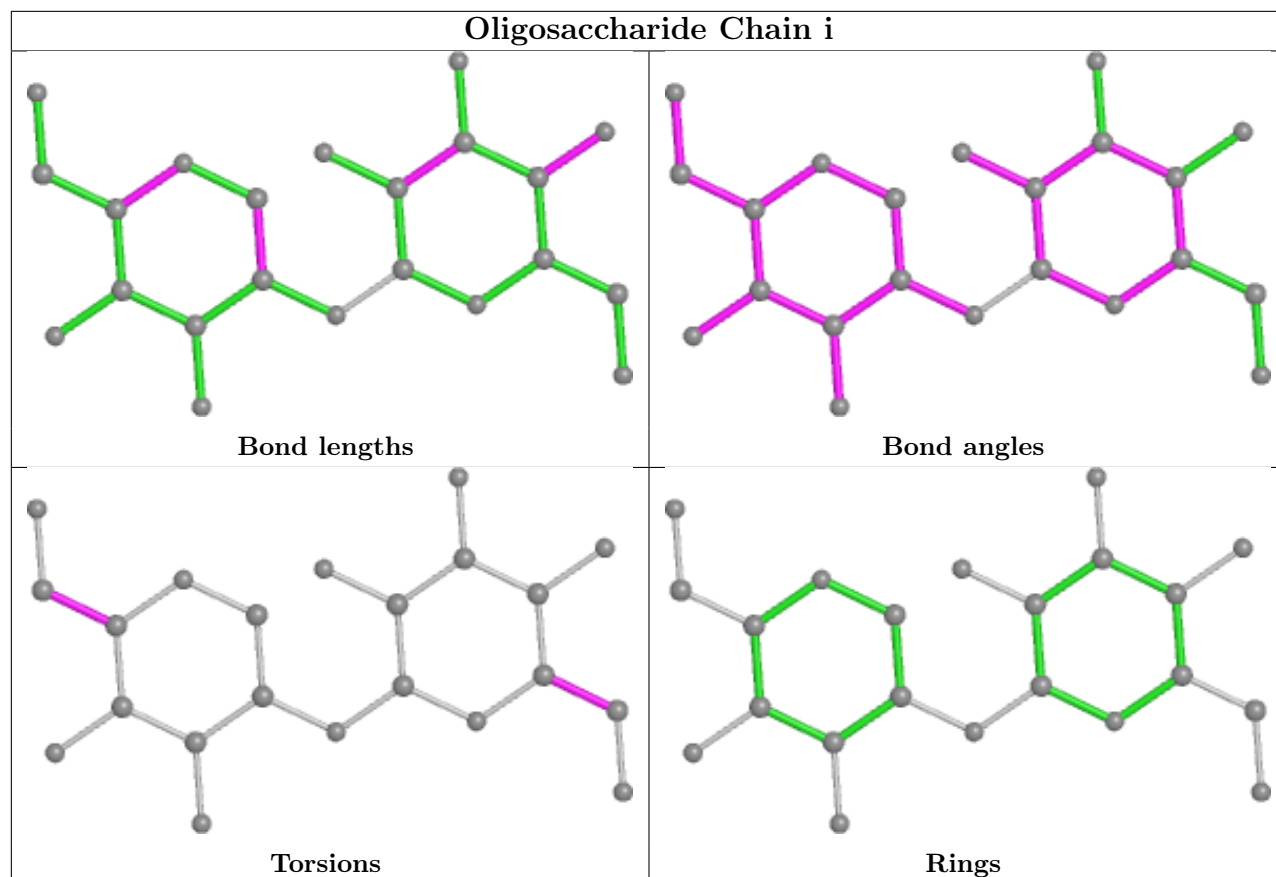 Oligosaccharide Chain i
Bond lengths
Bond angles
Torsions
Rings